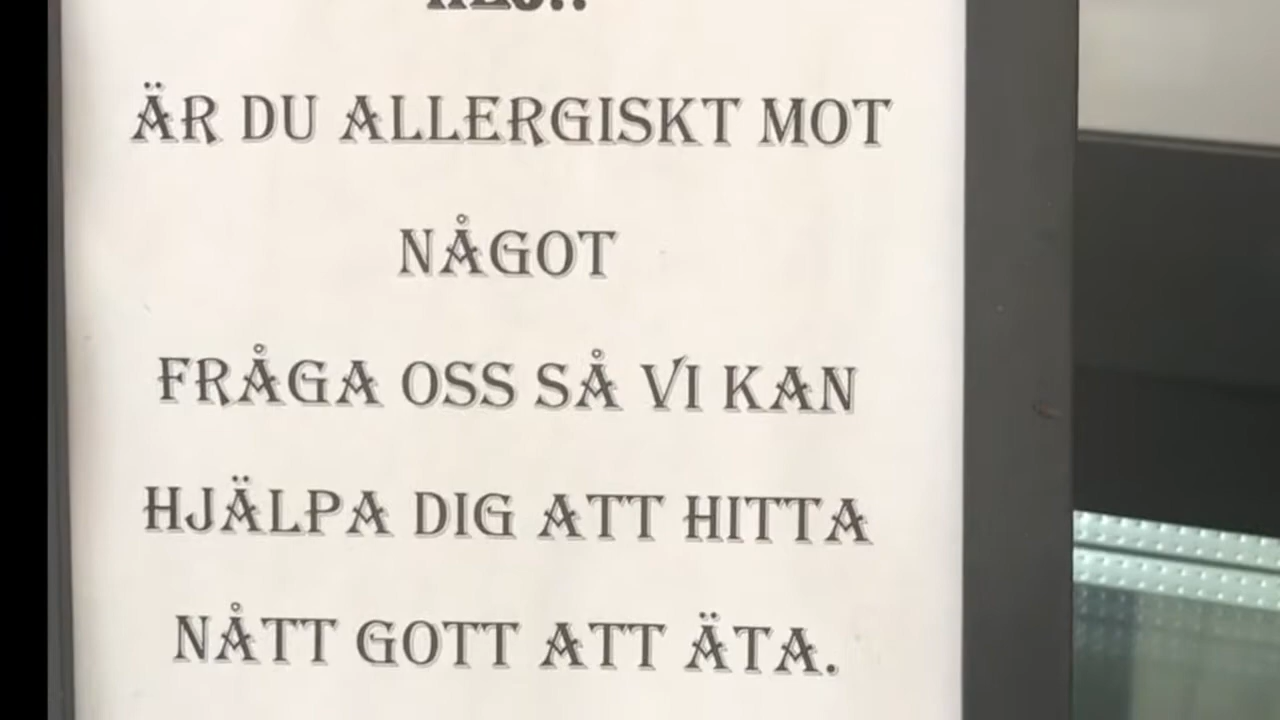 ÄR DU ALLERGISKT MOT
NÅGOT
FRÅGA OSS SÅ VI KAN
HJÄLPA DIG ATT HITTA
NÅTT GOTT ATT ÄTA.